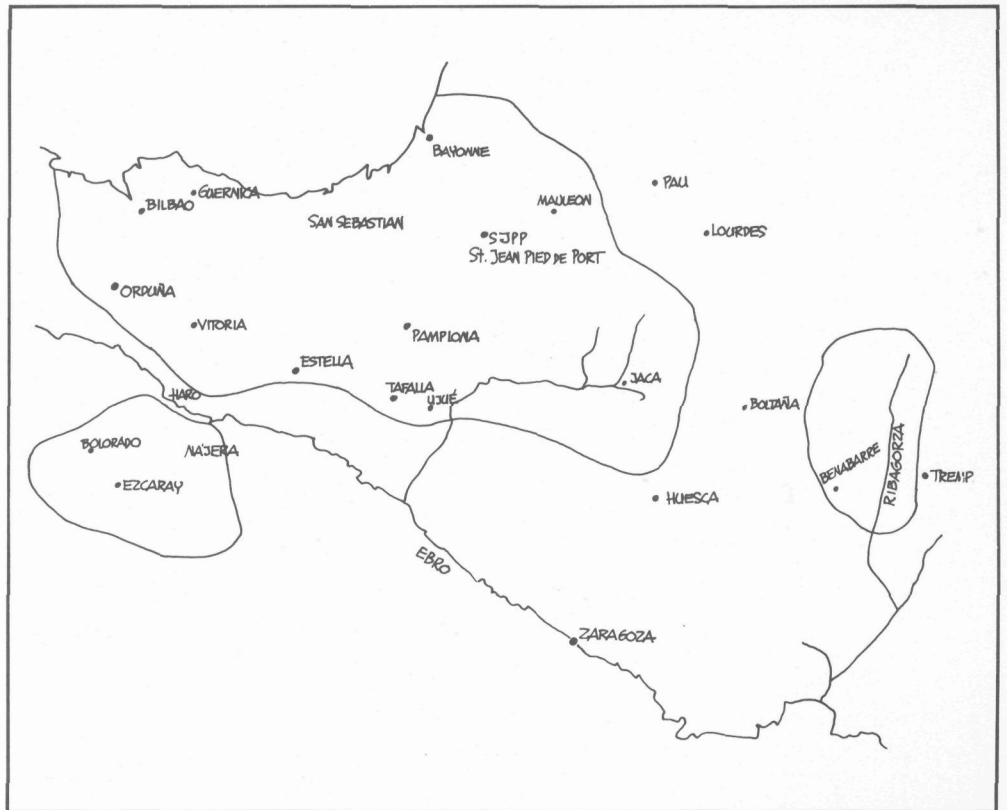 BAYONNE
PAU
GUERNICA
BILBAO
MAULEON
SAN SEBASTIAN
LOURDES
SJPP
St. JEAN PIED DE PORT
ORDUÑA
VITORIA
PAMPLONA
ESTELLA
JACA
TAFALLA
HARO
UJUÉ
BOLTAÑA
BOLORADO
NÁJERA
BENABARRE
RIBAGORZA
TREMP
EZCARAY
HUESCA
EBRO
ZARAGOZA